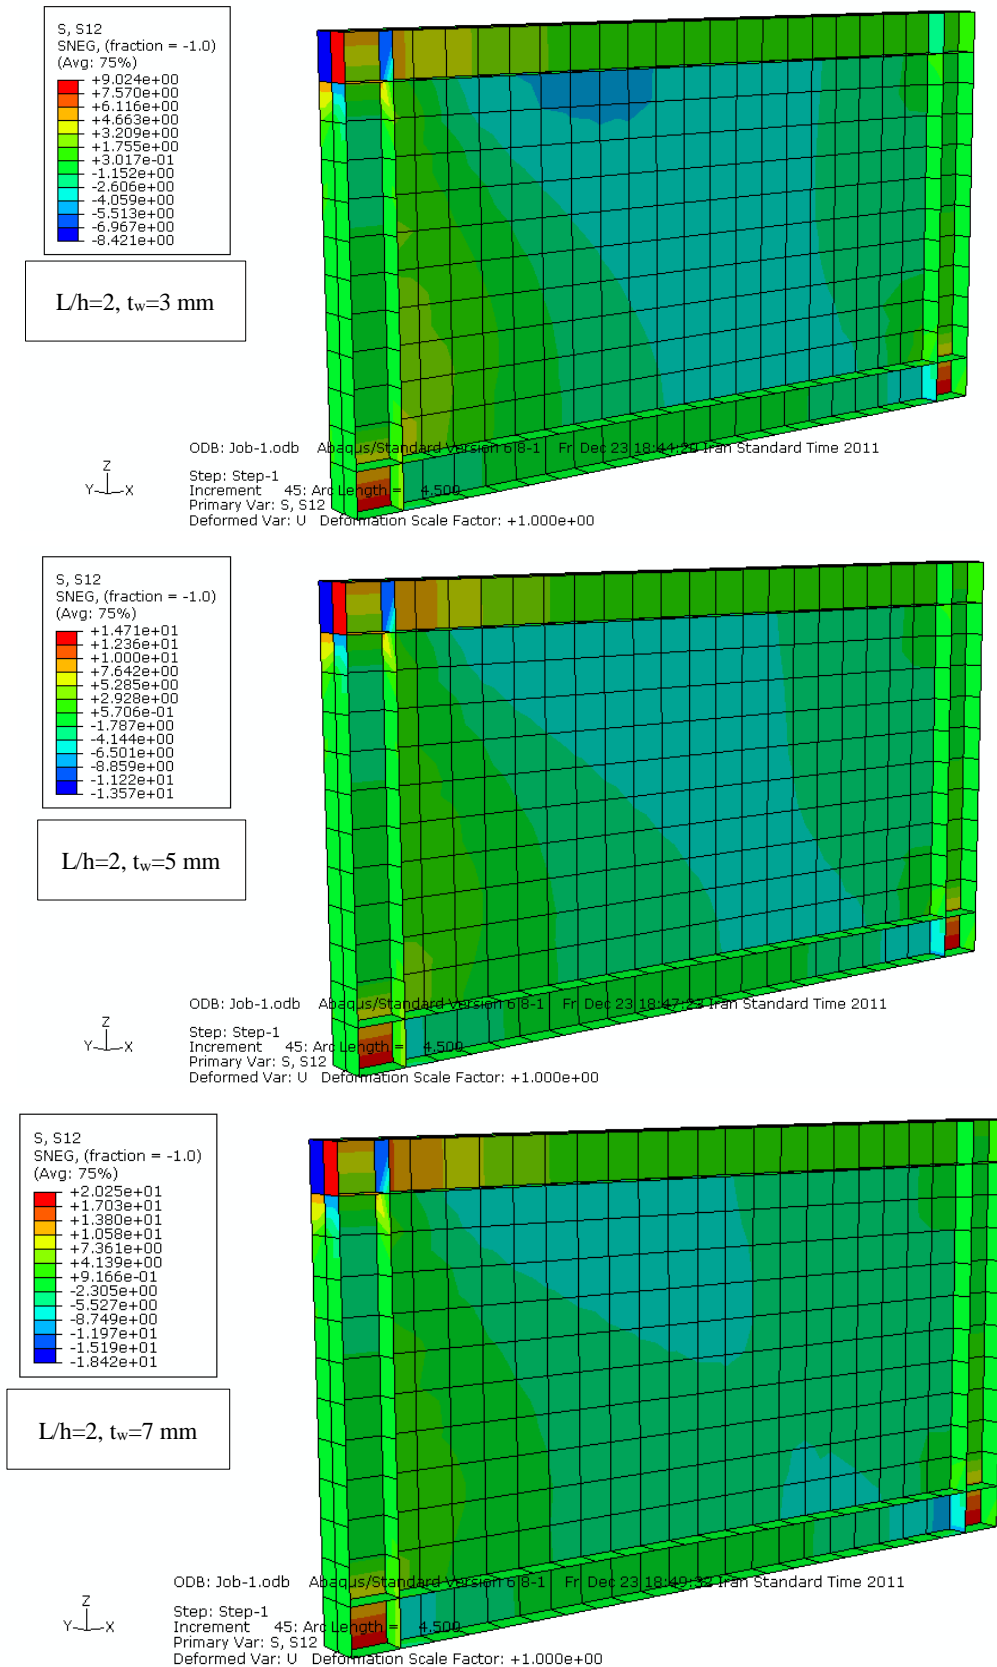 S, S12
SNEG, (fraction = -1.0)
(Avg: 75%)
+9.024e+00
+7.570e+00
+6.116e+00
+4.663e+00
+3.209e+00
+1.755e+00
+3.017e-01
-1.152e+00
-2.606e+00
-4.059e+00
-5.513e+00
-6.967e+00
-8.421e+00
L/h=2, tw=3 mm
Z
Y X
ODB: Job-1.odb Abaqus/Standard Version 6.8-1 Fri Dec 23 18:44:20 Iran Standard Time 2011
Step: Step-1
Increment 45: Arc Length = 4.500
Primary Var: S, S12
Deformed Var: U Deformation Scale Factor: +1.000e+00
S, S12
SNEG, (fraction = -1.0)
(Avg: 75%)
+1.471e+01
+1.236e+01
+1.000e+01
+7.642e+00
+5.285e+00
+2.928e+00
+5.706e-01
-1.787e+00
-4.144e+00
-6.501e+00
-8.859e+00
-1.122e+01
-1.357e+01
L/h=2, tw=5 mm
Z
Y X
ODB: Job-1.odb Abaqus/Standard Version 6.8-1 Fri Dec 23 18:47:23 Iran Standard Time 2011
Step: Step-1
Increment 45: Arc Length = 4.500
Primary Var: S, S12
Deformed Var: U Deformation Scale Factor: +1.000e+00
S, S12
SNEG, (fraction = -1.0)
(Avg: 75%)
+2.025e+01
+1.703e+01
+1.380e+01
+1.058e+01
+7.361e+00
+4.139e+00
+9.166e-01
-2.305e+00
-5.527e+00
-8.749e+00
-1.197e+01
-1.519e+01
-1.842e+01
L/h=2, tw=7 mm
Z
Y X
ODB: Job-1.odb Abaqus/Standard Version 6.8-1 Fri Dec 23 18:49:32 Iran Standard Time 2011
Step: Step-1
Increment 45: Arc Length = 4.500
Primary Var: S, S12
Deformed Var: U Deformation Scale Factor: +1.000e+00